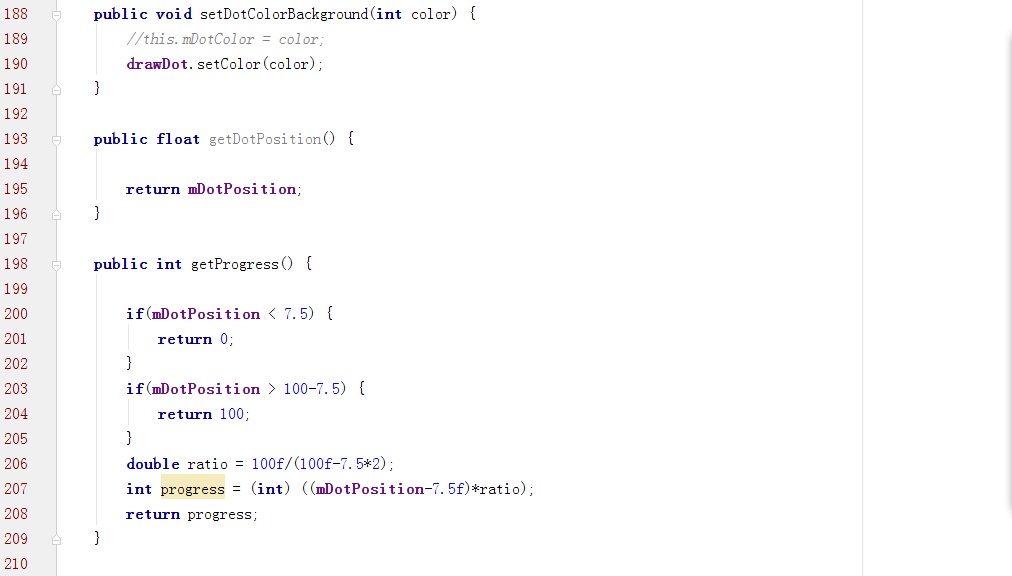 188 public void setDotColorBackground(int color) {
189 //this.mDotColor = color;
190 drawDot.setColor(color);
191 }
192
193 public float getDotPosition() {
194
195 return mDotPosition;
196 }
197
198 public int getProgress() {
199
200 if(mDotPosition < 7.5) {
201 return 0;
202 }
203 if(mDotPosition > 100-7.5) {
204 return 100;
205 }
206 double ratio = 100f/(100f-7.5*2);
207 int progress = (int) ((mDotPosition-7.5f)*ratio);
208 return progress;
209 }
210